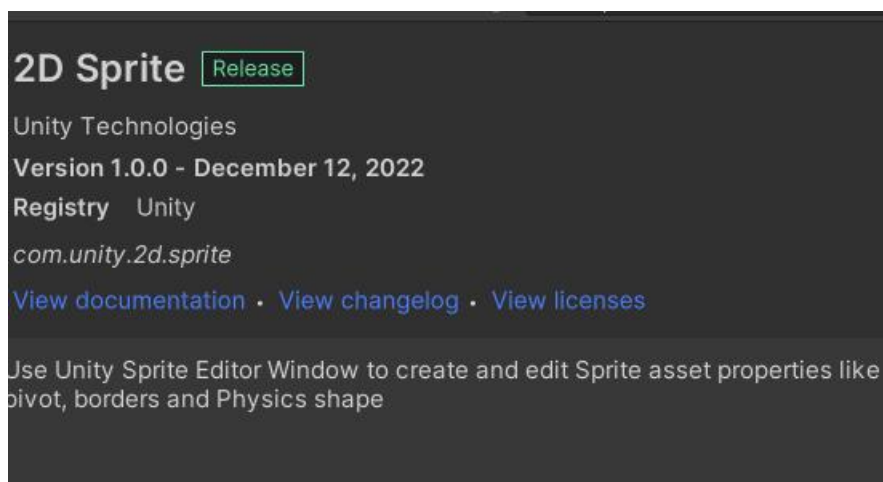 2D Sprite Release
Unity Technologies
Version 1.0.0 - December 12, 2022
Registry Unity
com.unity.2d.sprite
View documentation • View changelog • View licenses
Use Unity Sprite Editor Window to create and edit Sprite asset properties like
pivot, borders and Physics shape